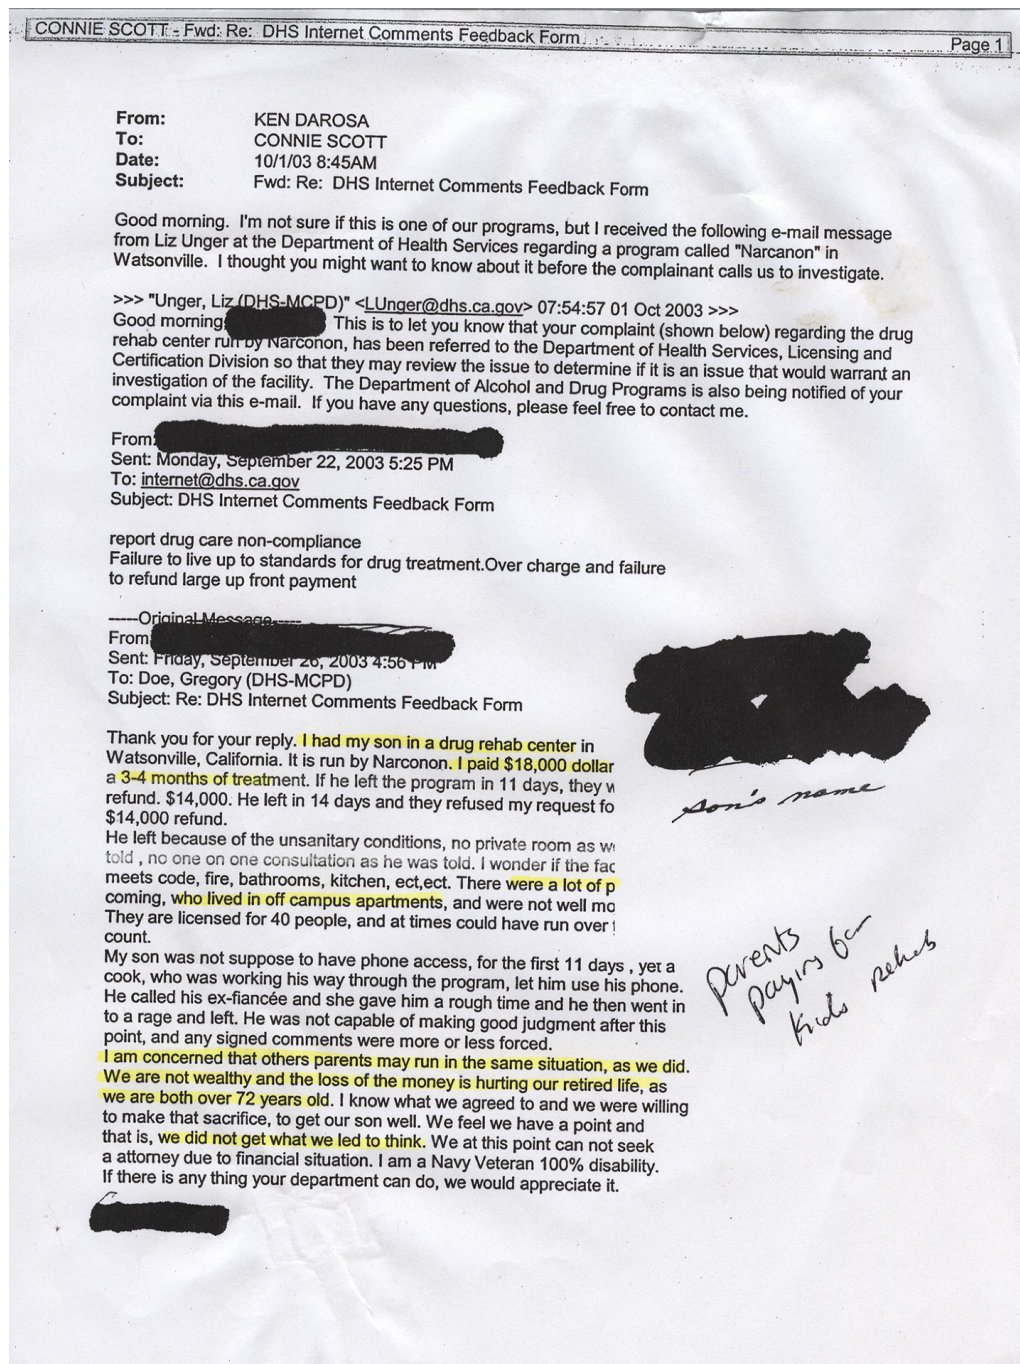 CONNIE SCOTT - Fwd: Re: DHS Internet Comments Feedback Form
Page 1
From: KEN DAROSA
To: CONNIE SCOTT
Date: 10/1/03 8:45AM
Subject: Fwd: Re: DHS Internet Comments Feedback Form
Good morning. I'm not sure if this is one of our programs, but I received the following e-mail message
from Liz Unger at the Department of Health Services regarding a program called "Narcanon" in
Watsonville. I thought you might want to know about it before the complainant calls us to investigate.
>>> "Unger, Liz (DHS-MCPD)" <LUnger@dhs.ca.gov> 07:54:57 01 Oct 2003 >>>
Good morning This is to let you know that your complaint (shown below) regarding the drug
rehab center run by Narconon, has been referred to the Department of Health Services, Licensing and
Certification Division so that they may review the issue to determine if it is an issue that would warrant an
investigation of the facility. The Department of Alcohol and Drug Programs is also being notified of your
complaint via this e-mail. If you have any questions, please feel free to contact me.
From:
Sent: Monday, September 22, 2003 5:25 PM
To: internet@dhs.ca.gov
Subject: DHS Internet Comments Feedback Form
report drug care non-compliance
Failure to live up to standards for drug treatment.Over charge and failure
to refund large up front payment
-----Original Message-----
From
Sent: Friday, September 26, 2003 4:56 PM
To: Doe, Gregory (DHS-MCPD)
Subject: Re: DHS Internet Comments Feedback Form
Thank you for your reply. I had my son in a drug rehab center in
Watsonville, California. It is run by Narconon. I paid $18,000 dollar
a 3-4 months of treatment. If he left the program in 11 days, they
refund. $14,000. He left in 14 days and they refused my request fo
$14,000 refund.
He left because of the unsanitary conditions, no private room as
told , no one on one consultation as he was told. I wonder if the fac
meets code, fire, bathrooms, kitchen, ect,ect. There were a lot of p
coming, who lived in off campus apartments, and were not well mo
They are licensed for 40 people, and at times could have run over
count.
My son was not suppose to have phone access, for the first 11 days , yet a
cook, who was working his way through the program, let him use his phone.
He called his ex-fiancée and she gave him a rough time and he then went in
to a rage and left. He was not capable of making good judgment after this
point, and any signed comments were more or less forced.
I am concerned that others parents may run in the same situation, as we did.
We are not wealthy and the loss of the money is hurting our retired life, as
we are both over 72 years old. I know what we agreed to and we were willing
to make that sacrifice, to get our son well. We feel we have a point and
that is, we did not get what we led to think. We at this point can not seek
a attorney due to financial situation. I am a Navy Veteran 100% disability.
If there is any thing your department can do, we would appreciate it.
son's name
parents
paying for
kids rehab